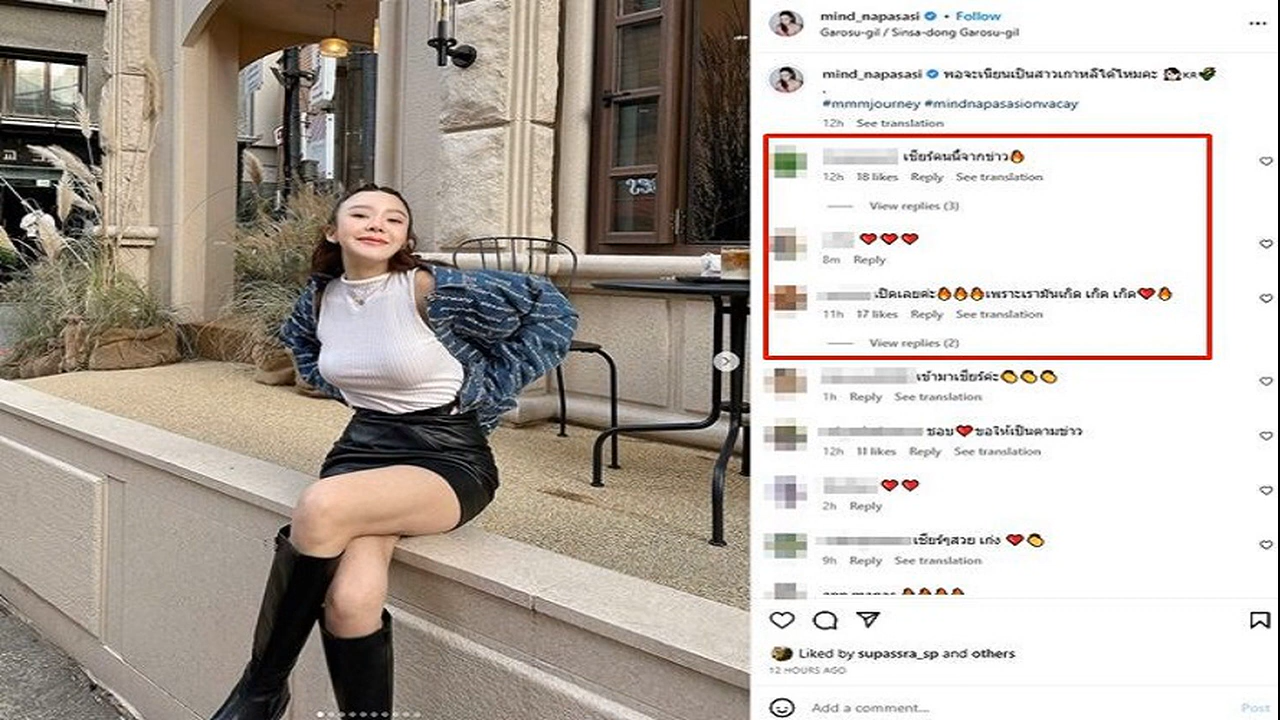 mind_napasasi • Follow
Garosu-gil / Sinsa-dong Garosu-gil
mind_napasasi พอจะเนียนเป็นสาวเกาหลีได้ไหมคะ 👧🏻🇰🇷🌿
.
#mmmjourney #mindnapasasionvacay
12h See translation
เชียร์คนนี้จากข่าว🔥
12h 18 likes Reply See translation
View replies (3)
❤️❤️❤️
8m Reply
เปิดเลยค่ะ🔥🔥🔥เพราะเรามันเกิด เกิด เกิด❤️🔥
11h 17 likes Reply See translation
View replies (2)
เข้ามาเชียร์ค่ะ👏👏👏
1h Reply See translation
ชอบ❤️ขอให้เป็นตามข่าว
12h 11 likes Reply See translation
❤️❤️
2h Reply
เชียร์ๆสวย เก่ง ❤️👏
9h Reply See translation
Liked by supassra_sp and others
12 HOURS AGO
Add a comment...
Post